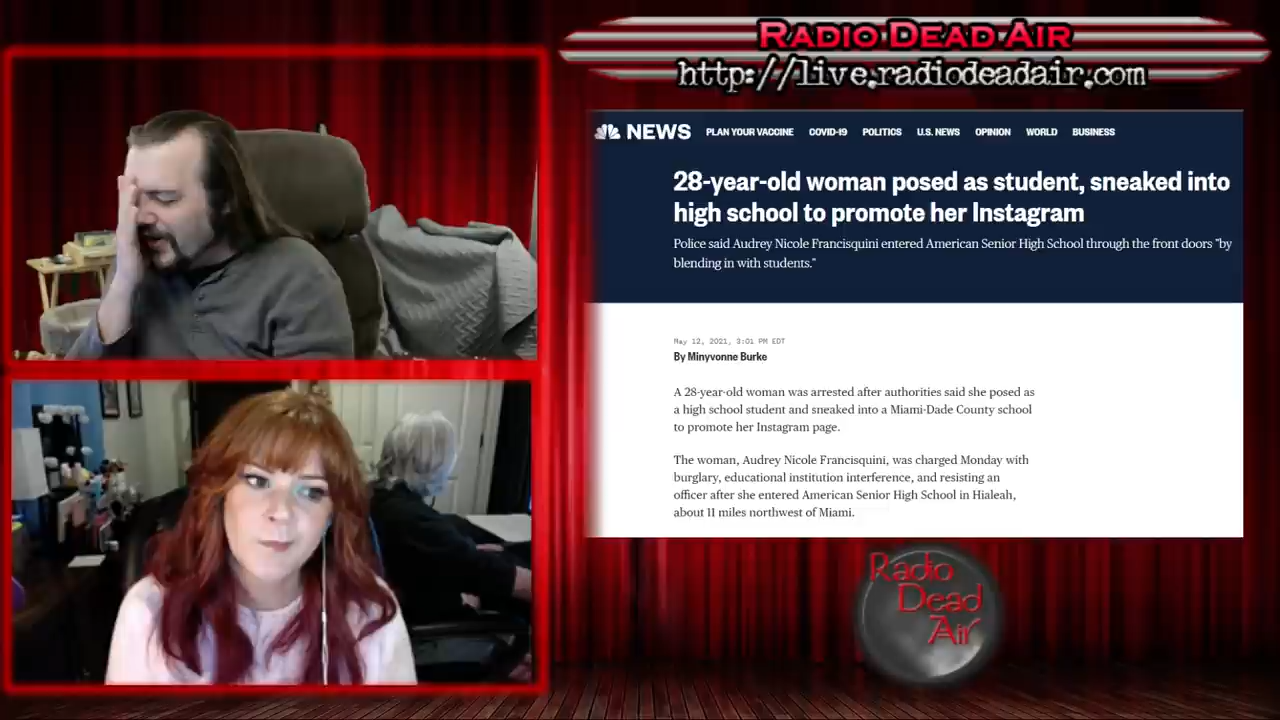 RADIO DEAD AIR
http://live.radiodeadair.com
NEWS PLAN YOUR VACCINE COVID-19 POLITICS U.S. NEWS OPINION WORLD BUSINESS
28-year-old woman posed as student, sneaked into
high school to promote her Instagram
Police said Audrey Nicole Francisquini entered American Senior High School through the front doors "by
blending in with students."
May 12, 2021, 3:01 PM EDT
By Minyvonne Burke
A 28-year-old woman was arrested after authorities said she posed as
a high school student and sneaked into a Miami-Dade County school
to promote her Instagram page.
The woman, Audrey Nicole Francisquini, was charged Monday with
burglary, educational institution interference, and resisting an
officer after she entered American Senior High School in Hialeah,
about 11 miles northwest of Miami.
Radio
Dead
Air